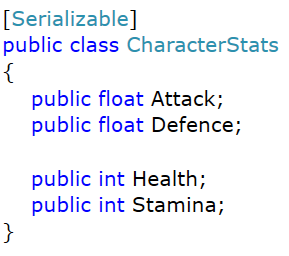 [Serializable]
public class CharacterStats
{
    public float Attack;
    public float Defence;

    public int Health;
    public int Stamina;
}